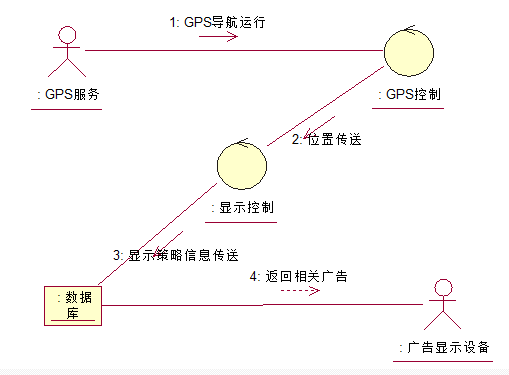 1: GPS导航运行
: GPS服务
: GPS控制
2: 位置传送
: 显示控制
3: 显示策略信息传送
4: 返回相关广告
: 数据
库
: 广告显示设备